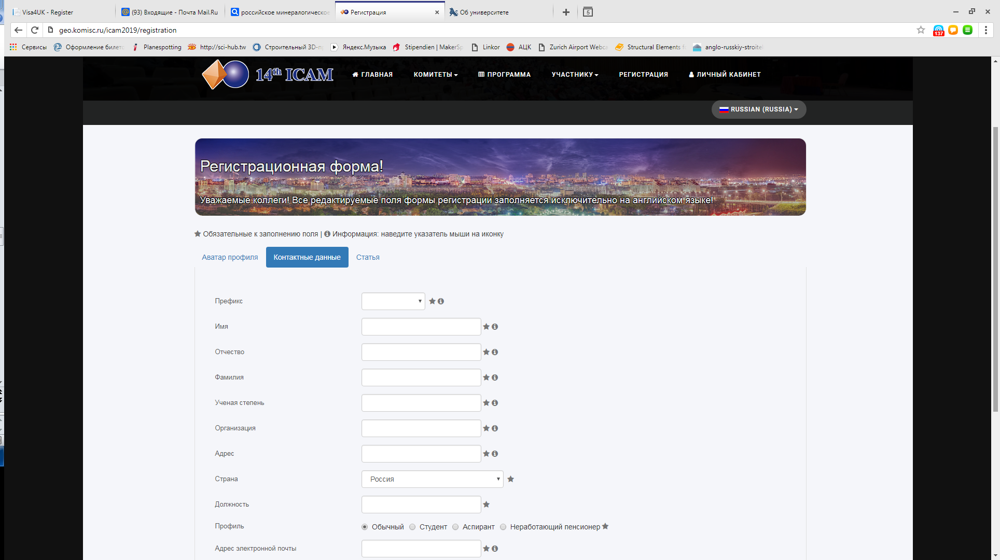 Visa4UK - Register
(93) Входящие - Почта Mail.Ru
российское минералогическое
Регистрация
Об университете
5
geo.komisc.ru/icam2019/registration
137
Сервисы
Оформление билето
Planespotting
http://sci-hub.tw
Строительный 3D-п
Яндекс.Музыка
Stipendien | MakerSp
Linkor
АЦК
Zurich Airport Webca
Structural Elements f
anglo-russkiy-stroitel
14th ICAM
ГЛАВНАЯ
КОМИТЕТЫ
ПРОГРАММА
УЧАСТНИКУ
РЕГИСТРАЦИЯ
ЛИЧНЫЙ КАБИНЕТ
RUSSIAN (RUSSIA)
Регистрационная форма!
Уважаемые коллеги! Все редактируемые поля формы регистрации заполняется исключительно на английском языке!
Обязательные к заполнению поля | Информация: наведите указатель мыши на иконку
Аватар профиля
Контактные данные
Статья
Префикс
Имя
Отчество
Фамилия
Ученая степень
Организация
Адрес
Страна
Россия
Должность
Профиль
Обычный
Студент
Аспирант
Неработающий пенсионер
Адрес электронной почты